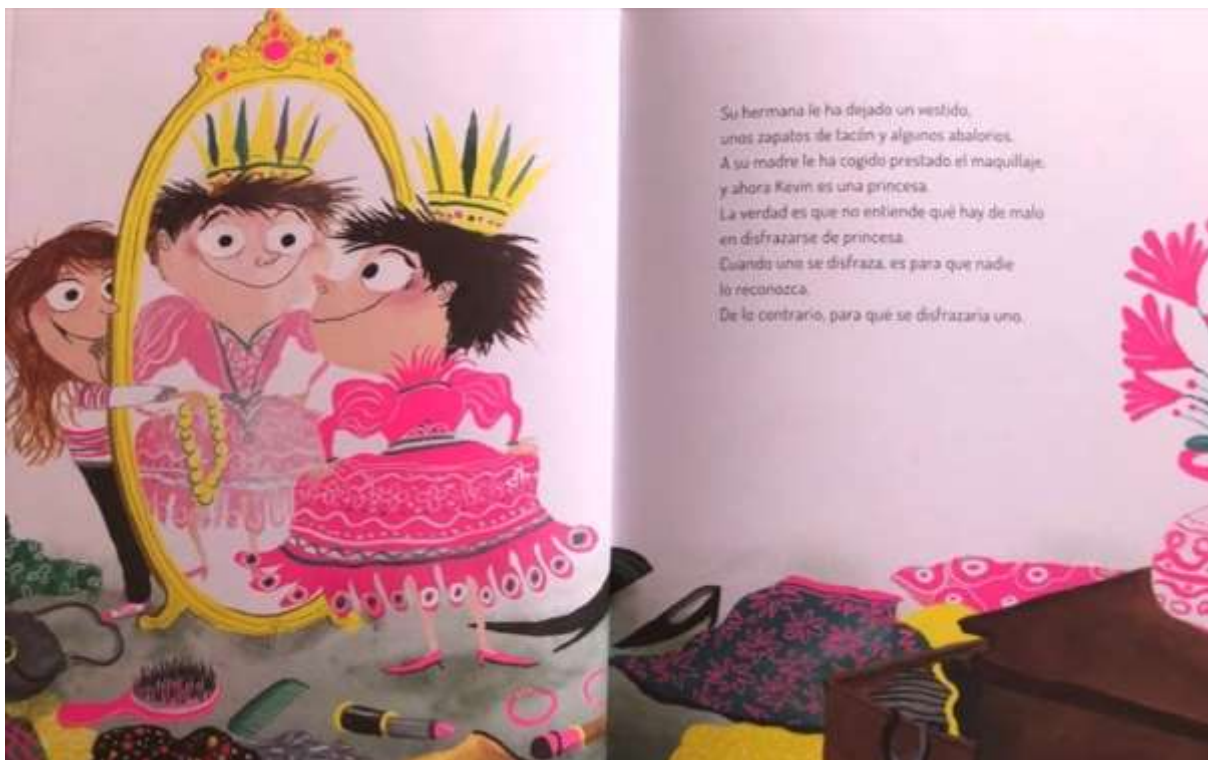 Su hermana le ha dejado un vestido,
unos zapatos de tacón y algunos abalorios.
A su madre le ha cogido prestado el maquillaje,
y ahora Kevin es una princesa.
La verdad es que no entiende qué hay de malo
en disfrazarse de princesa.
Cuando uno se disfraza, es para que nadie
lo reconozca.
De lo contrario, para qué se disfrazaría uno.